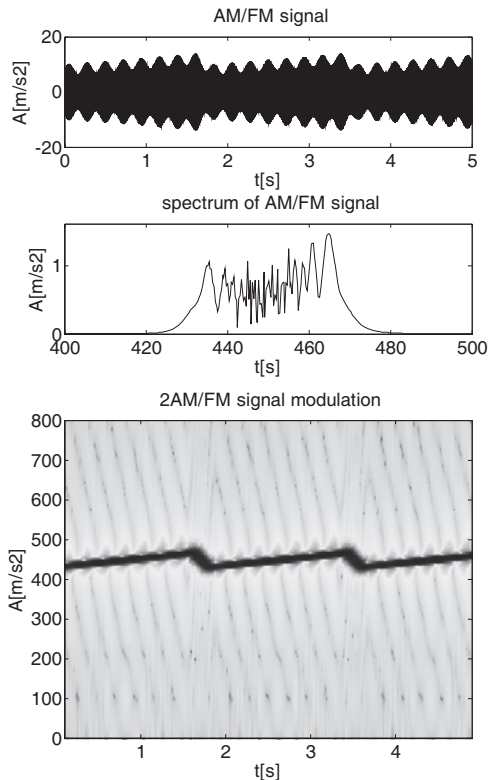 AM/FM signal
20
0
-20
A[m/s2]
0 1 2 3 4 5
t[s]
spectrum of AM/FM signal
1
0
A[m/s2]
400 420 440 460 480 500
t[s]
2AM/FM signal modulation
800
700
600
500
400
300
200
100
0
A[m/s2]
1 2 3 4
t[s]